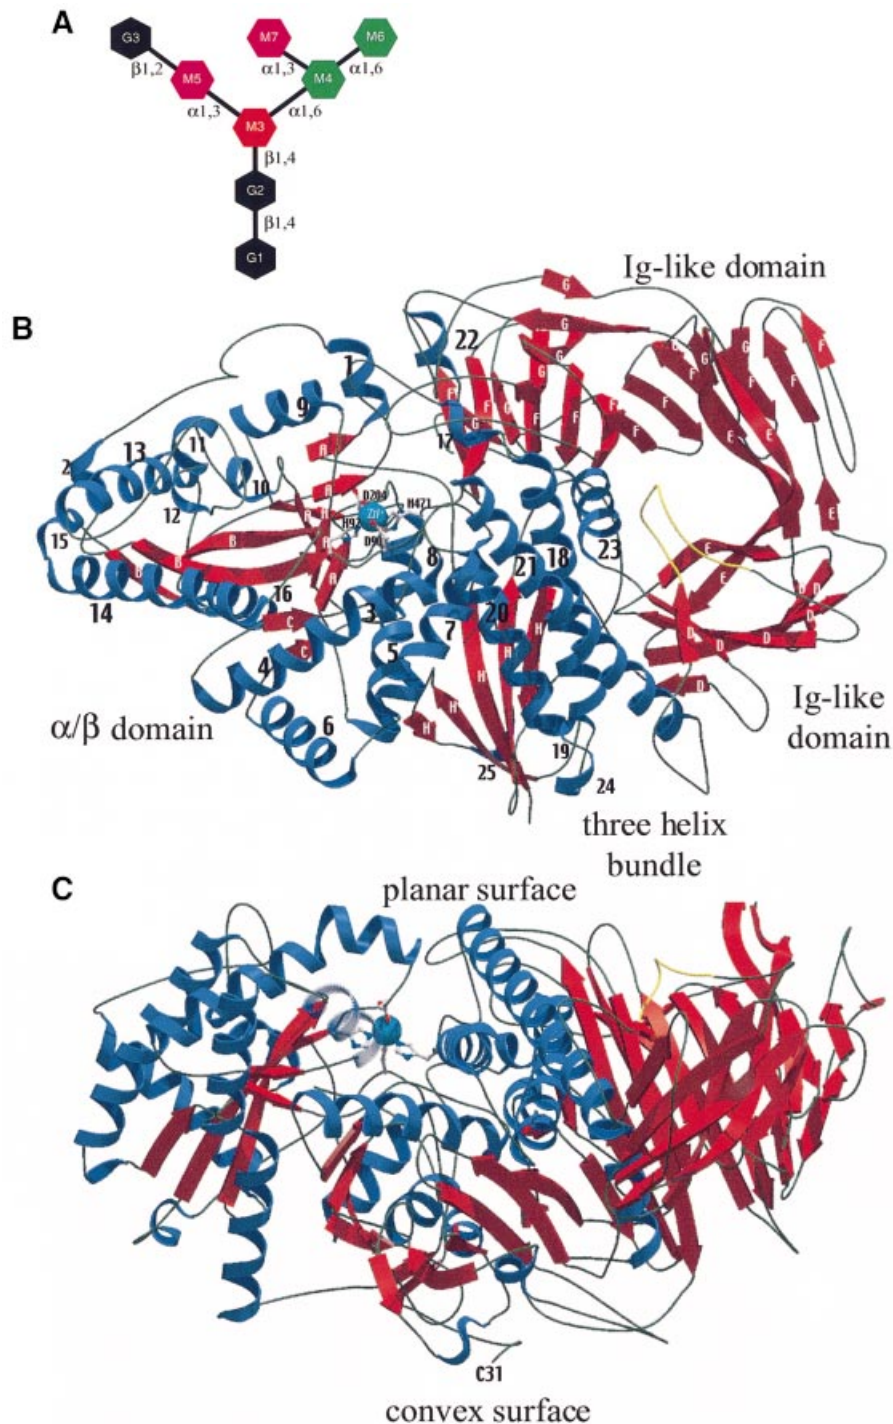 A
G3 M7 M6
β1,2 M5 α1,3 M4 α1,6
α1,3 M3 α1,6
β1,4
G2
β1,4
G1
Ig-like domain
B
G
22
G
1
G
G G F
G
F F
9
F F G F F F E
11
17 G
13
A
2
10
E
12
A
D204
Zn
H421
E
H92
15
A
D90
23
B
8
21 18
E
B
A
E
B
D D
14
16
3
20
C
7
H
D D D
C
5
H
4
H
D
α/β domain
Ig-like
domain
6
H H
19
25
24
three helix
bundle
C
planar surface
C31
convex surface